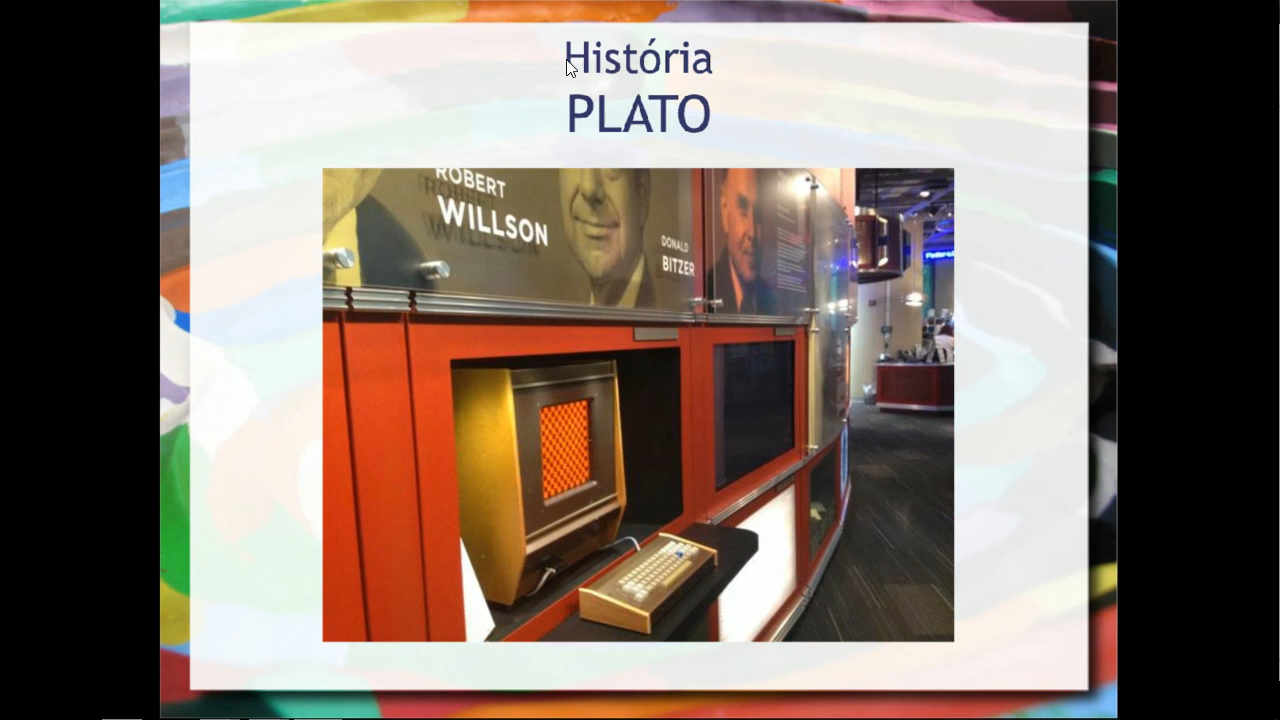 História
PLATO
ROBERT
WILLSON
DONALD
BITZER